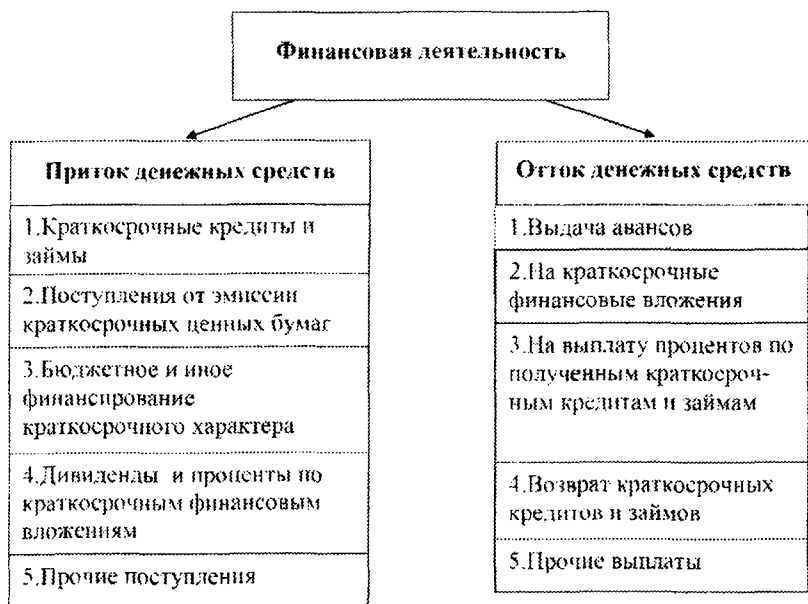 Финансовая деятельность
Приток денежных средств
1.Краткосрочные кредиты и
займы
2.Поступления от эмиссии
краткосрочных ценных бумаг
3.Бюджетное и иное
финансирование
краткосрочного характера
4.Дивиденды и проценты по
краткосрочным финансовым
вложениям
5.Прочие поступления
Отток денежных средств
1.Выдача авансов
2.На краткосрочные
финансовые вложения
3.На выплату процентов по
полученным краткосроч-
ным кредитам и займам
4.Возврат краткосрочных
кредитов и займов
5.Прочие выплаты